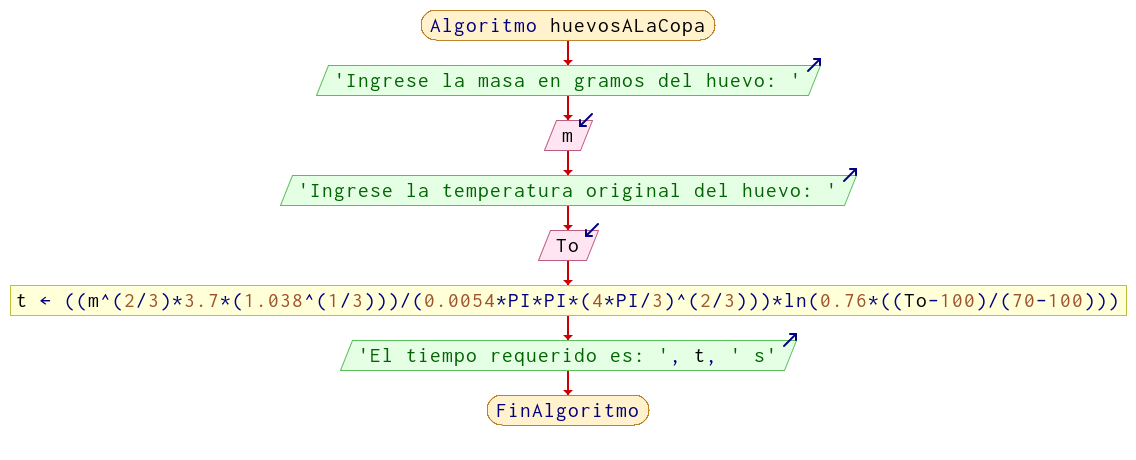 Algoritmo huevosALaCopa
'Ingrese la masa en gramos del huevo: '
m
'Ingrese la temperatura original del huevo: '
To
t ← ((m^(2/3)*3.7*(1.038^(1/3)))/(0.0054*PI*PI*(4*PI/3)^(2/3)))*ln(0.76*((To-100)/(70-100)))
'El tiempo requerido es: ', t, ' s'
FinAlgoritmo